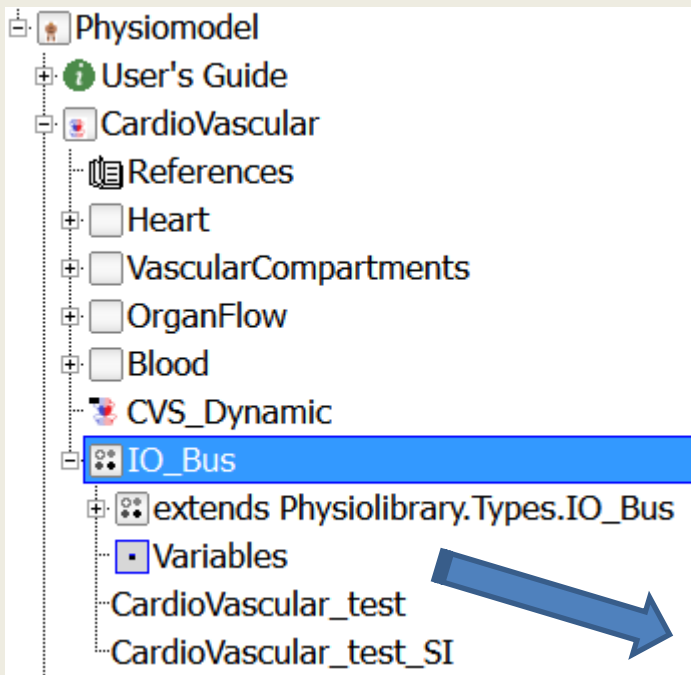 Physiomodel
User's Guide
CardioVascular
References
Heart
VascularCompartments
OrganFlow
Blood
CVS_Dynamic
IO_Bus
extends Physiolibrary.Types.IO_Bus
Variables
CardioVascular_test
CardioVascular_test_SI